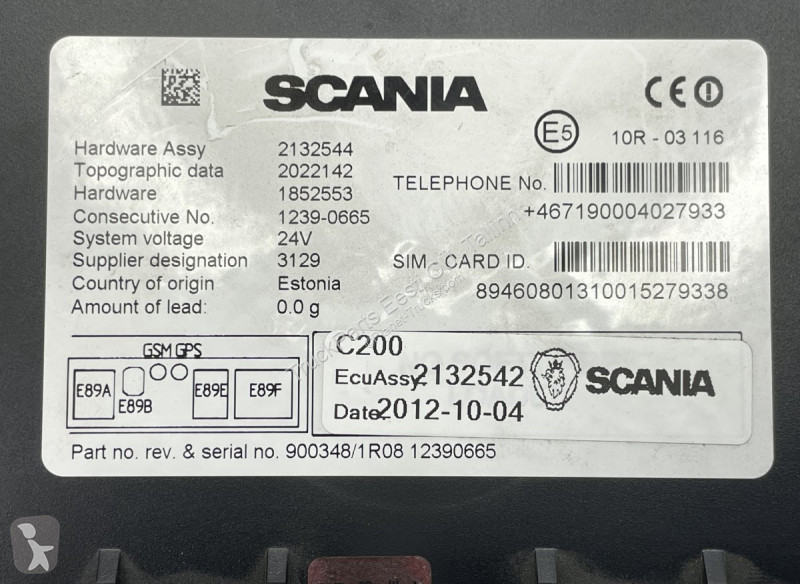 SCANIA
CE
E5
10R - 03 116
Hardware Assy 2132544
Topographic data 2022142
Hardware 1852553
Consecutive No. 1239-0665
System voltage 24V
Supplier designation 3129
Country of origin Estonia
Amount of lead: 0.0 g
TELEPHONE No.
+467190004027933
SIM - CARD ID.
89460801310015279338
GSM GPS
E89A
E89B
E89E
E89F
C200
EcuAssy 2132542
Date 2012-10-04
SCANIA
Part no. rev. & serial no. 900348/1R08 12390665